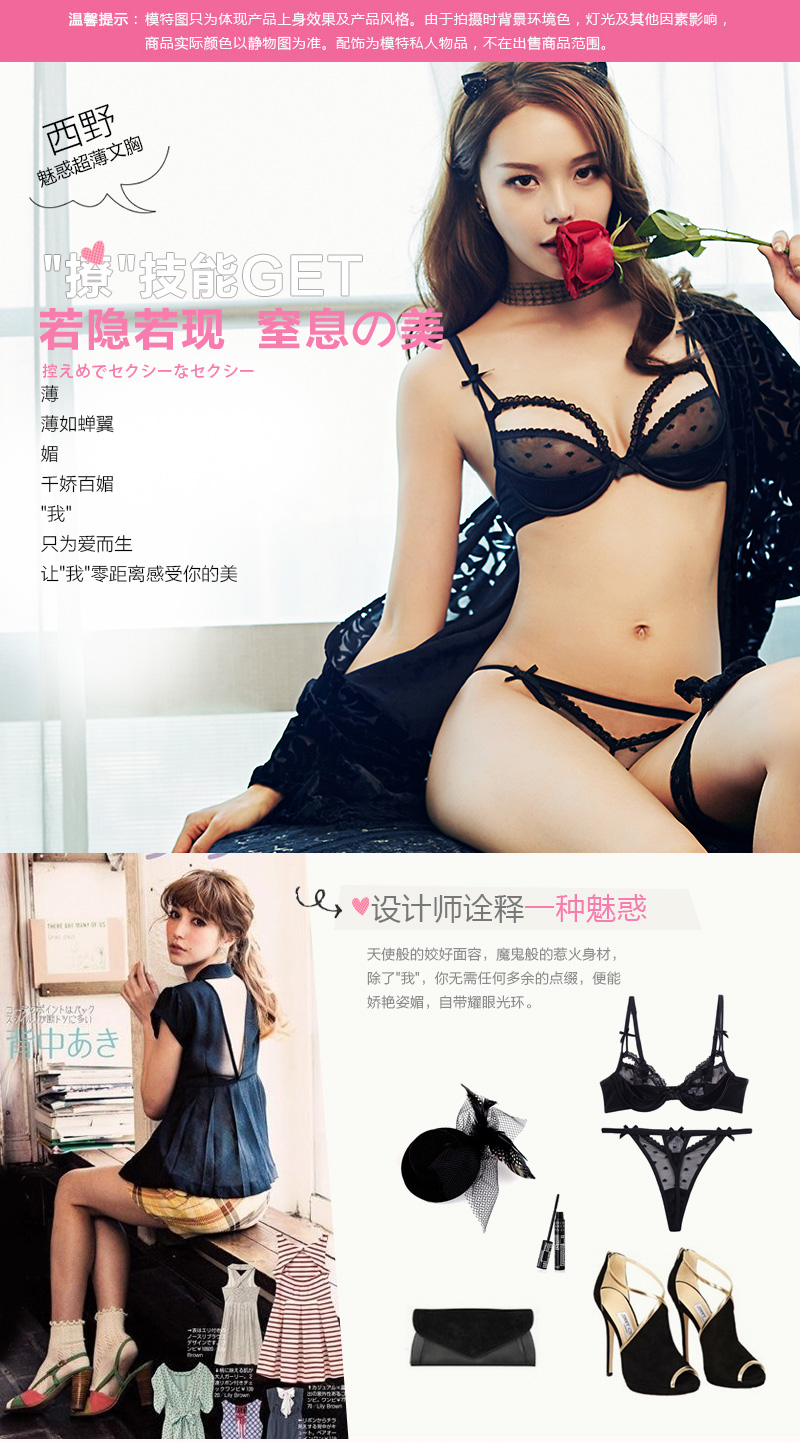 温馨提示：模特图只为体现产品上身效果及产品风格。由于拍摄时背景环境色，灯光及其他因素影响，
商品实际颜色以静物图为准。配饰为模特私人物品，不在出售商品范围。
西野
魅惑超薄文胸
"撩"技能GET
若隐若现 窒息の美
控えめでセクシーなセクシー
薄
薄如蝉翼
媚
千娇百媚
"我"
只为爱而生
让"我"零距离感受你的美
设计师诠释一种魅惑
天使般的姣好面容，魔鬼般的惹火身材，
除了"我"，你无需任何多余的点缀，便能
娇艳姿媚，自带耀眼光环。
THERE ARE MANY OF US
背中あき